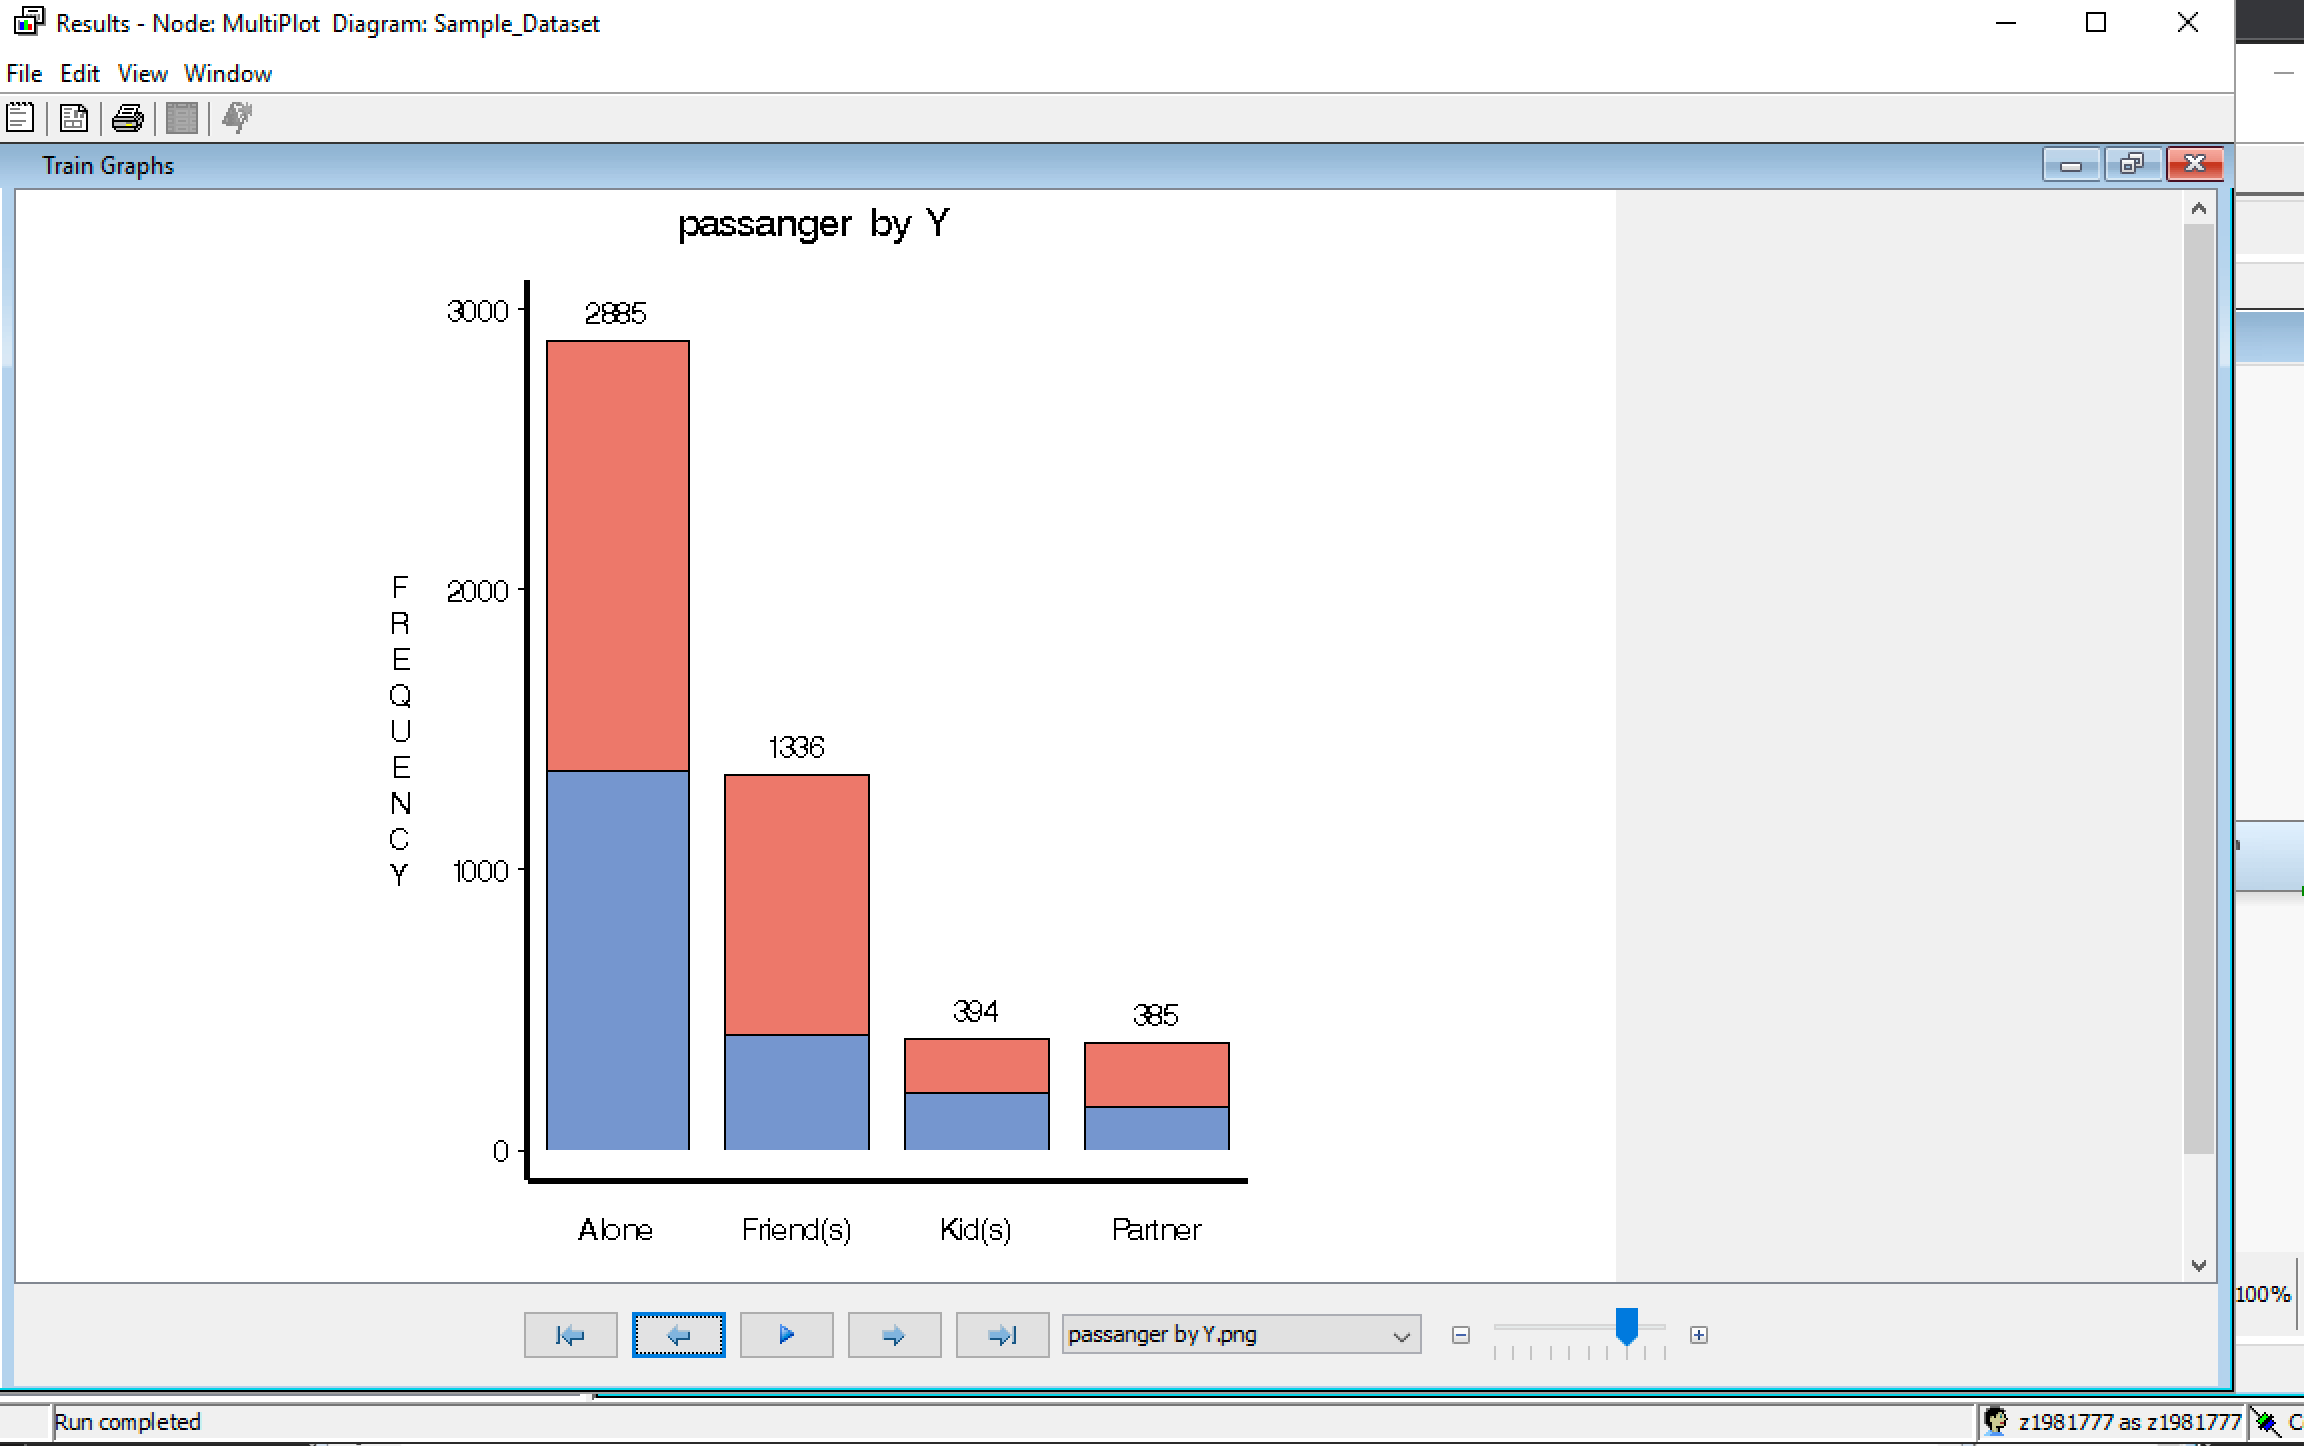 Results - Node: MultiPlot  Diagram: Sample_Dataset
File Edit View Window
Train Graphs
passanger by Y
FREQUENCY
3000
2000
1000
0
2885
1336
394
385
Alone Friend(s) Kid(s) Partner
passanger by Y.png
100%
Run completed
z1981777 as z1981777